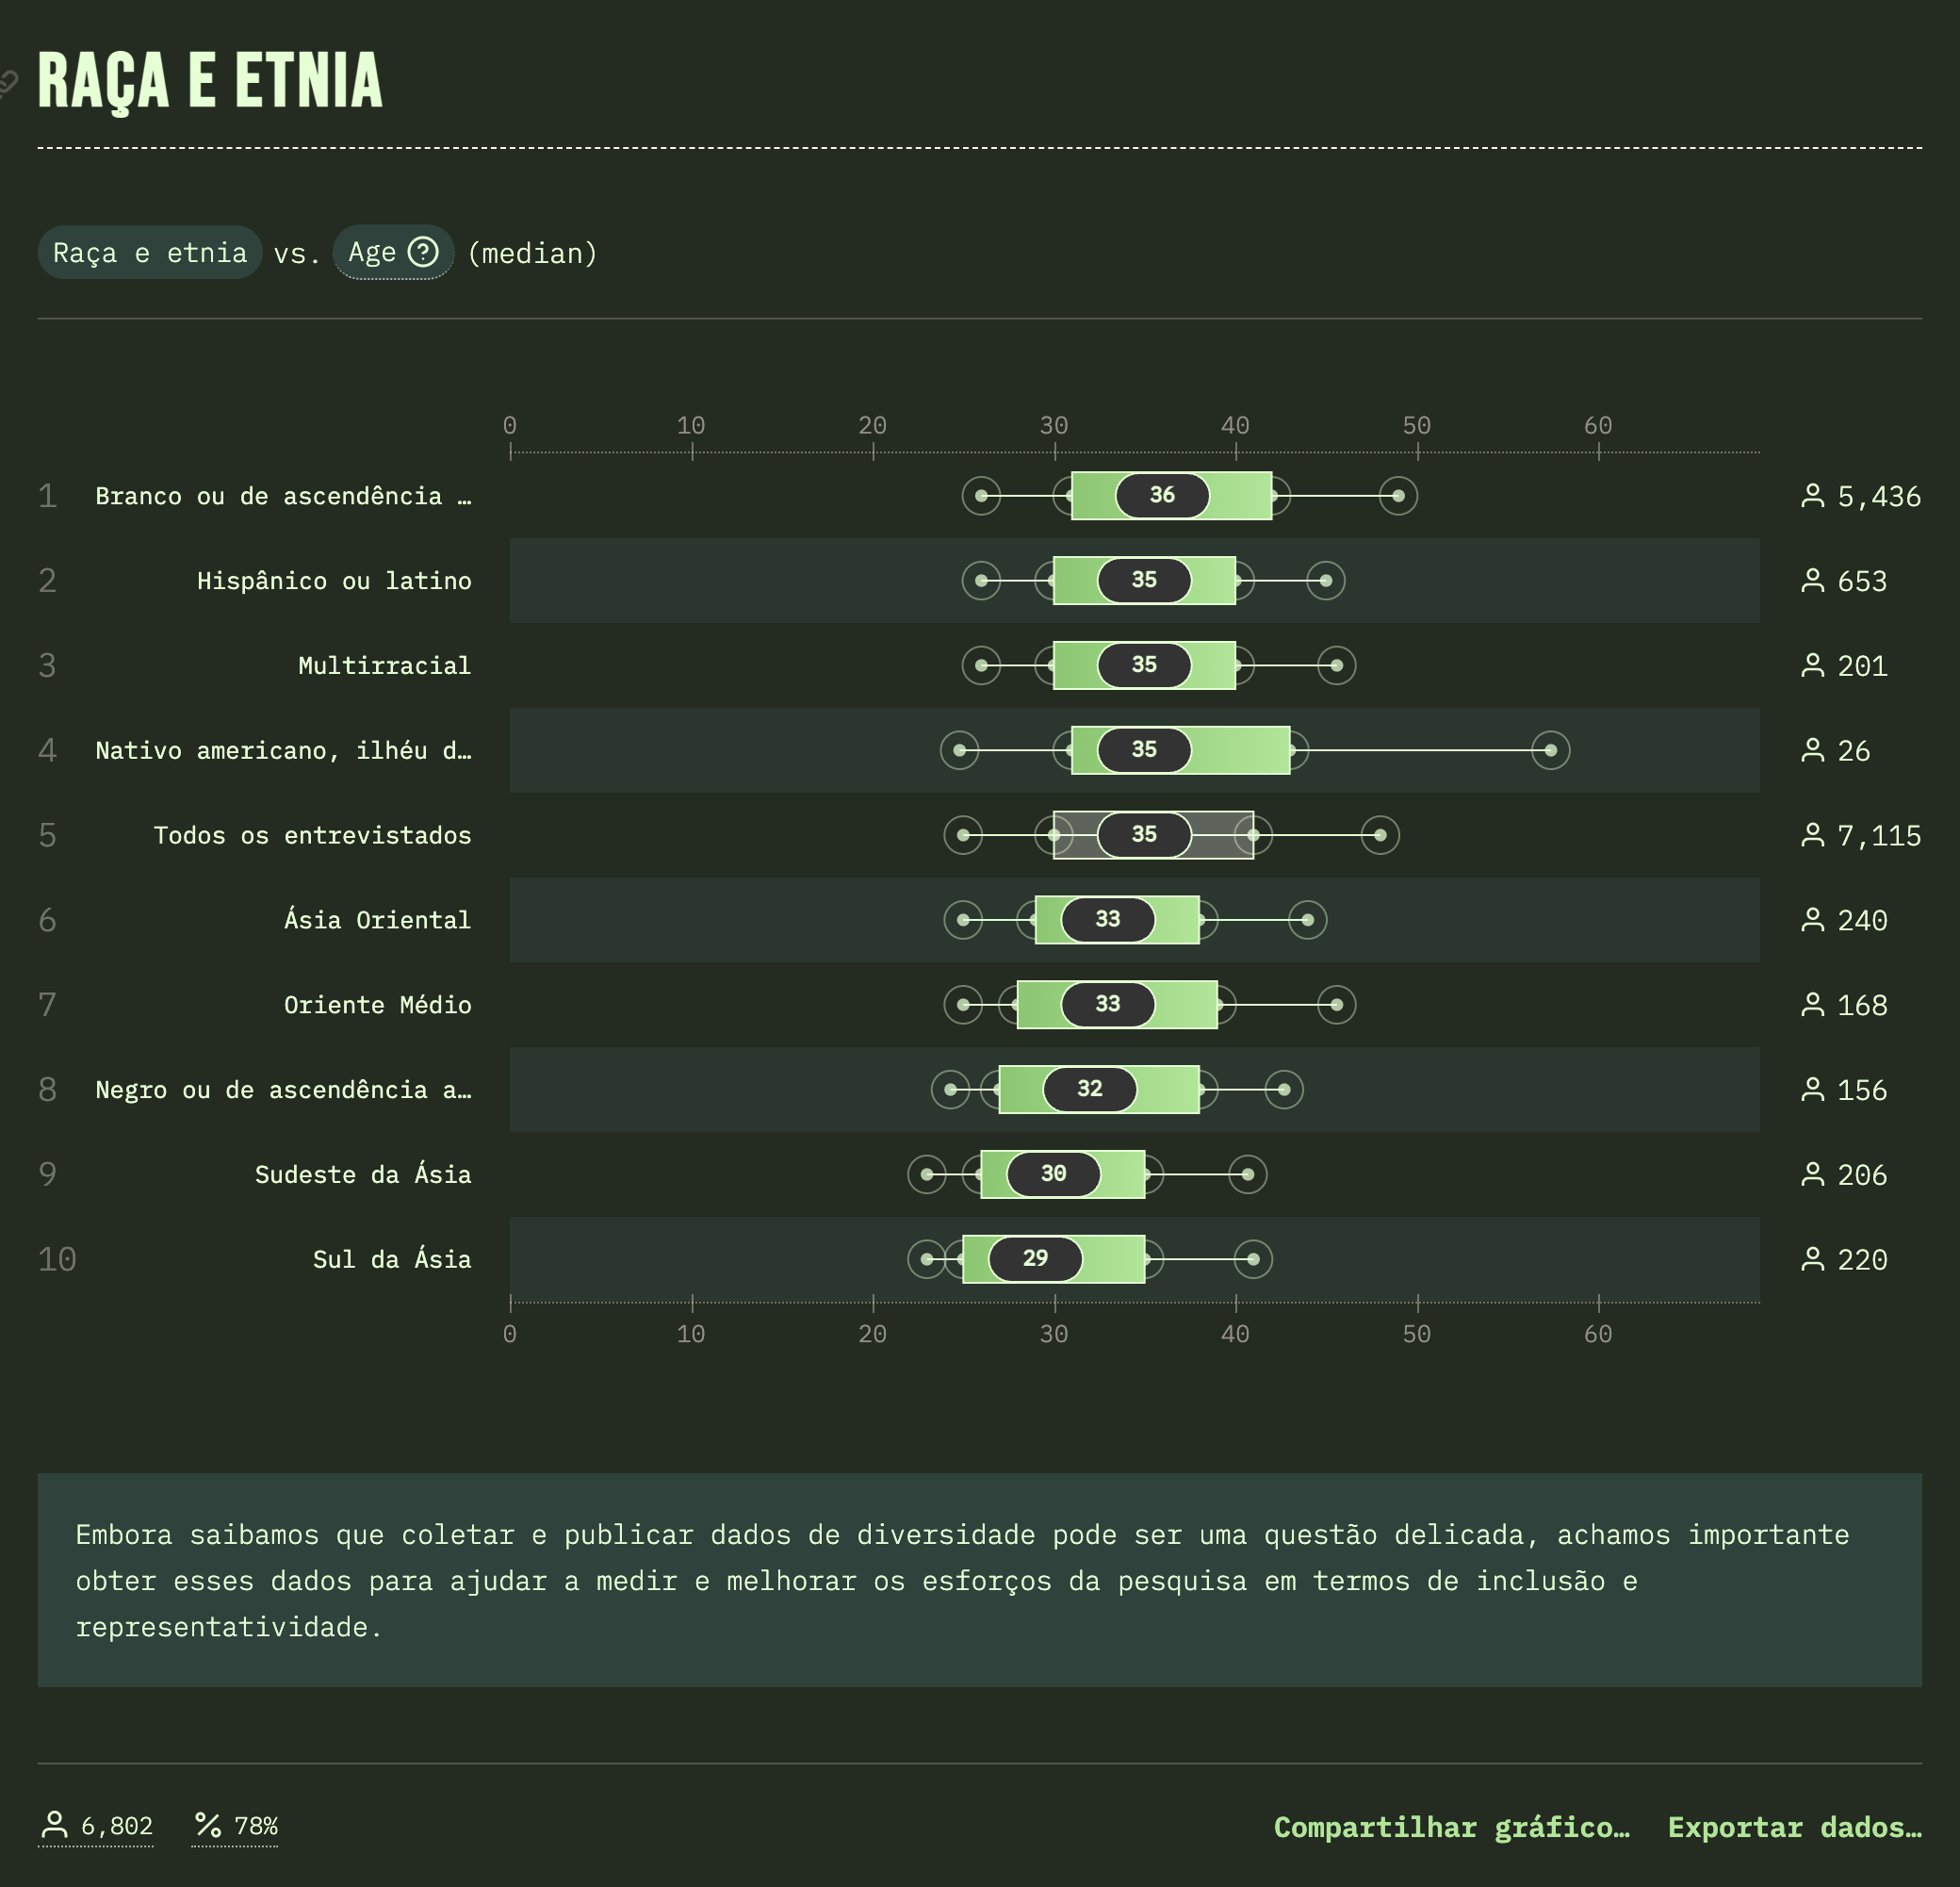 RAÇA E ETNIA
Raça e etnia vs. Age (median)
0 10 20 30 40 50 60
1 Branco ou de ascendência … 36 5,436
2 Hispânico ou latino 35 653
3 Multirracial 35 201
4 Nativo americano, ilhéu d… 35 26
5 Todos os entrevistados 35 7,115
6 Ásia Oriental 33 240
7 Oriente Médio 33 168
8 Negro ou de ascendência a… 32 156
9 Sudeste da Ásia 30 206
10 Sul da Ásia 29 220
0 10 20 30 40 50 60
Embora saibamos que coletar e publicar dados de diversidade pode ser uma questão delicada, achamos importante
obter esses dados para ajudar a medir e melhorar os esforços da pesquisa em termos de inclusão e
representatividade.
6,802 % 78% Compartilhar gráfico… Exportar dados…